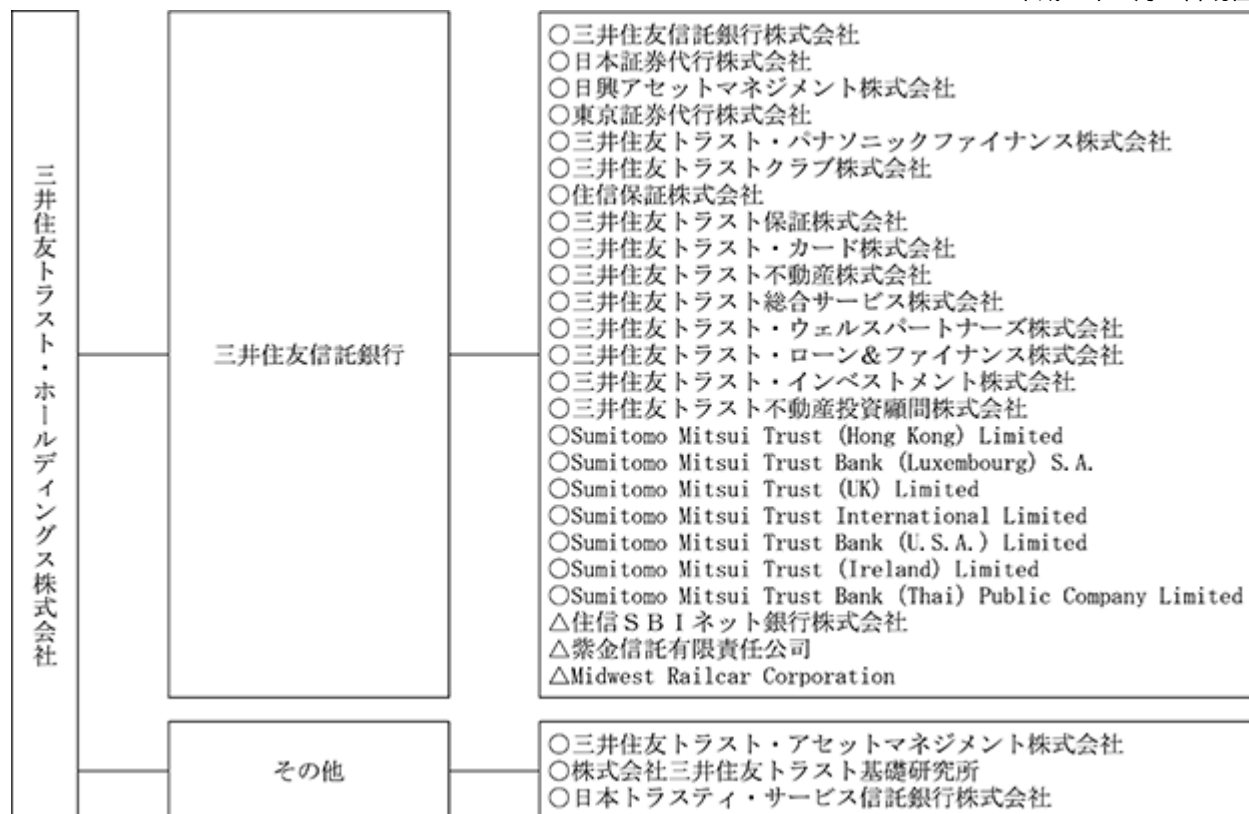 三井住友トラスト・ホールディングス株式会社
三井住友信託銀行
○三井住友信託銀行株式会社
○日本証券代行株式会社
○日興アセットマネジメント株式会社
○東京証券代行株式会社
○三井住友トラスト・パナソニックファイナンス株式会社
○三井住友トラストクラブ株式会社
○住信保証株式会社
○三井住友トラスト保証株式会社
○三井住友トラスト・カード株式会社
○三井住友トラスト不動産株式会社
○三井住友トラスト総合サービス株式会社
○三井住友トラスト・ウェルスパートナーズ株式会社
○三井住友トラスト・ローン&ファイナンス株式会社
○三井住友トラスト・インベストメント株式会社
○三井住友トラスト不動産投資顧問株式会社
○Sumitomo Mitsui Trust (Hong Kong) Limited
○Sumitomo Mitsui Trust Bank (Luxembourg) S.A.
○Sumitomo Mitsui Trust (UK) Limited
○Sumitomo Mitsui Trust International Limited
○Sumitomo Mitsui Trust Bank (U.S.A.) Limited
○Sumitomo Mitsui Trust (Ireland) Limited
○Sumitomo Mitsui Trust Bank (Thai) Public Company Limited
△住信SBIネット銀行株式会社
△紫金信託有限責任公司
△Midwest Railcar Corporation
その他
○三井住友トラスト・アセットマネジメント株式会社
○株式会社三井住友トラスト基礎研究所
○日本トラスティ・サービス信託銀行株式会社